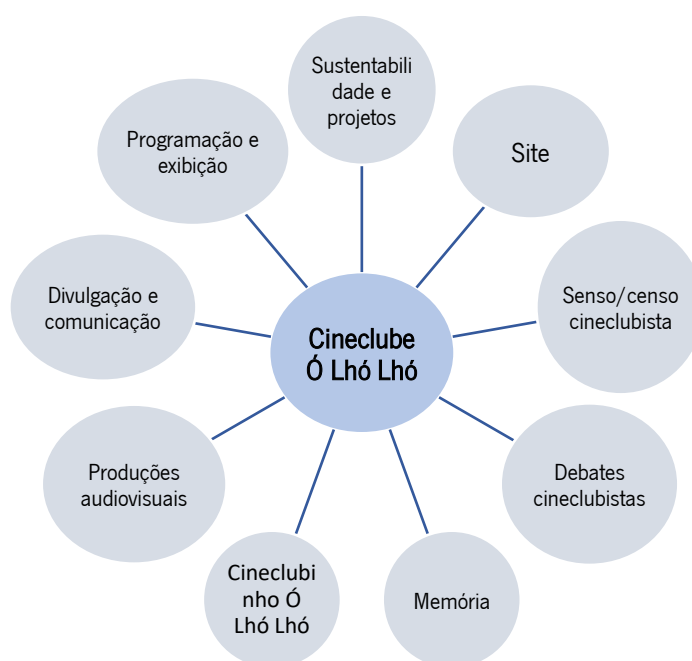 Sustentabili
dade e
projetos
Site
Senso/censo
cineclubista
Debates
cineclubistas
Memória
Cineclubi
nho Ó
Lhó Lhó
Produções
audiovisuais
Divulgação e
comunicação
Programação e
exibição
Cineclube
Ó Lhó Lhó